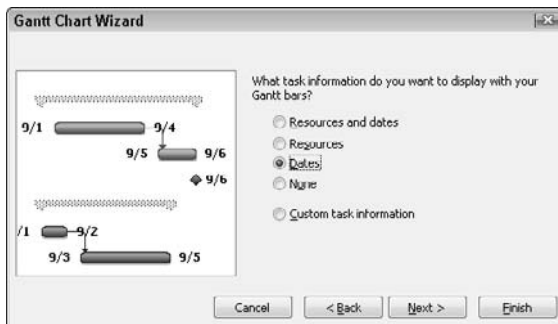 Gantt Chart Wizard
What task information do you want to display with your
Gantt bars?
Resources and dates
Resources
Dates
None
Custom task information
9/1 9/4
9/5 9/6
9/6
/1 9/2
9/3 9/5
Cancel < Back Next > Finish